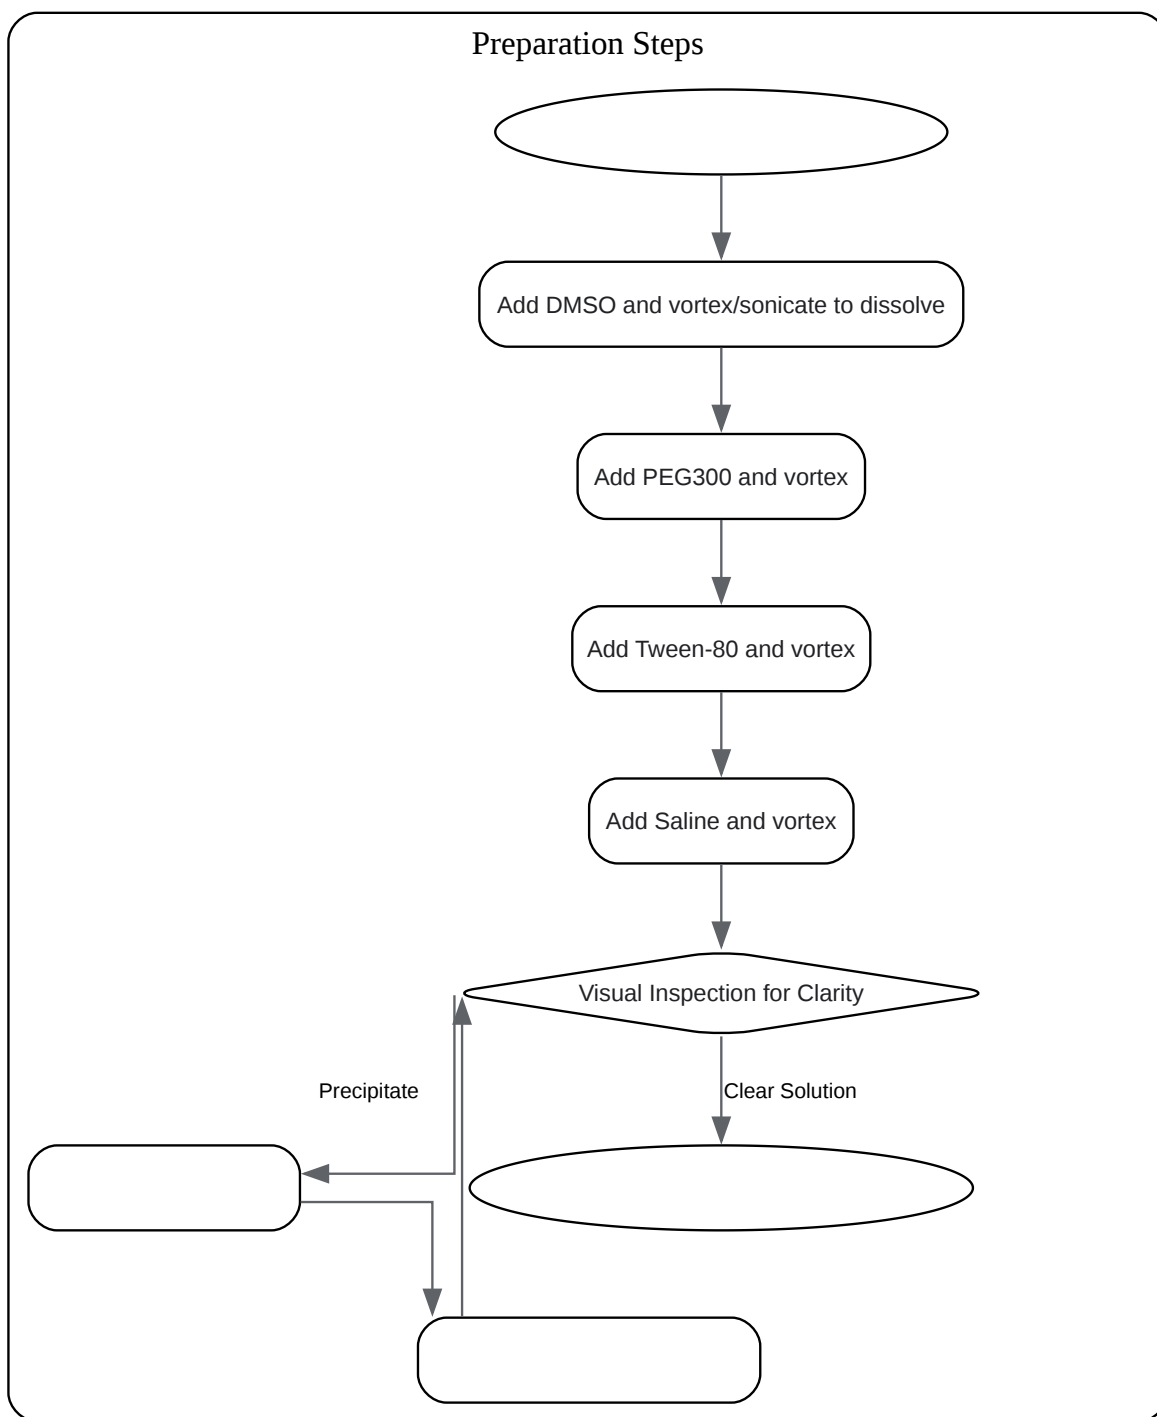 Preparation Steps
Add DMSO and vortex/sonicate to dissolve
Add PEG300 and vortex
Add Tween-80 and vortex
Add Saline and vortex
Visual Inspection for Clarity
Precipitate
Clear Solution